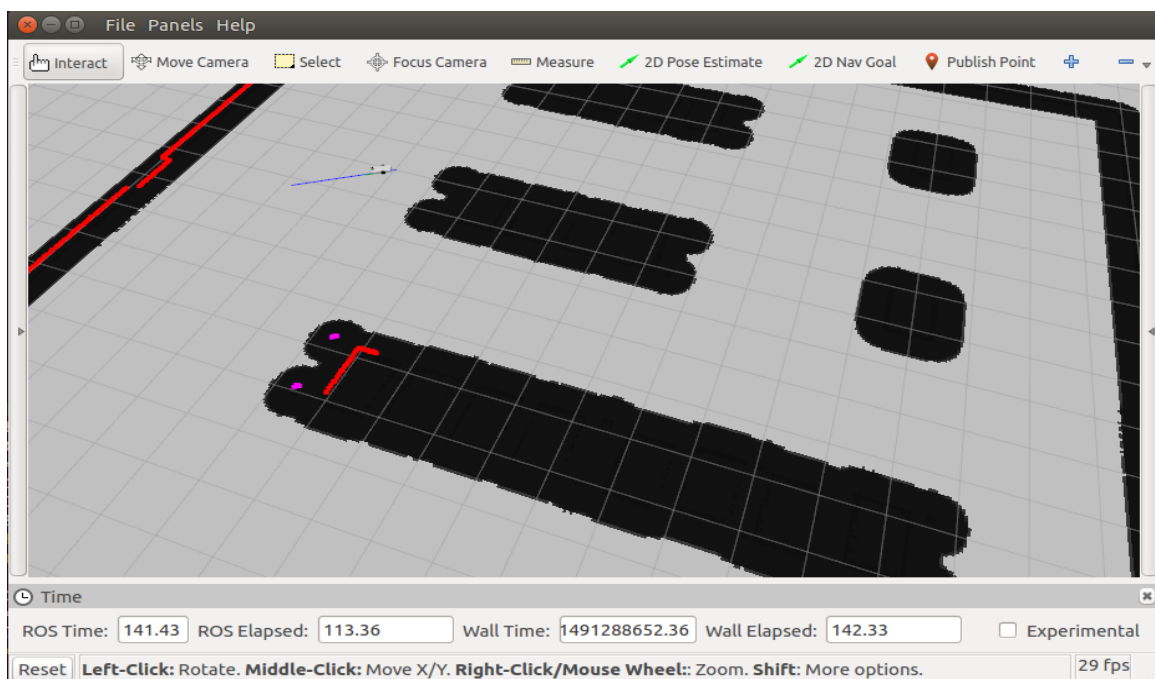 File Panels Help
Interact Move Camera Select Focus Camera Measure 2D Pose Estimate 2D Nav Goal Publish Point
Time
ROS Time: 141.43 ROS Elapsed: 113.36 Wall Time: 1491288652.36 Wall Elapsed: 142.33 Experimental
Reset Left-Click: Rotate. Middle-Click: Move X/Y. Right-Click/Mouse Wheel:: Zoom. Shift: More options. 29 fps